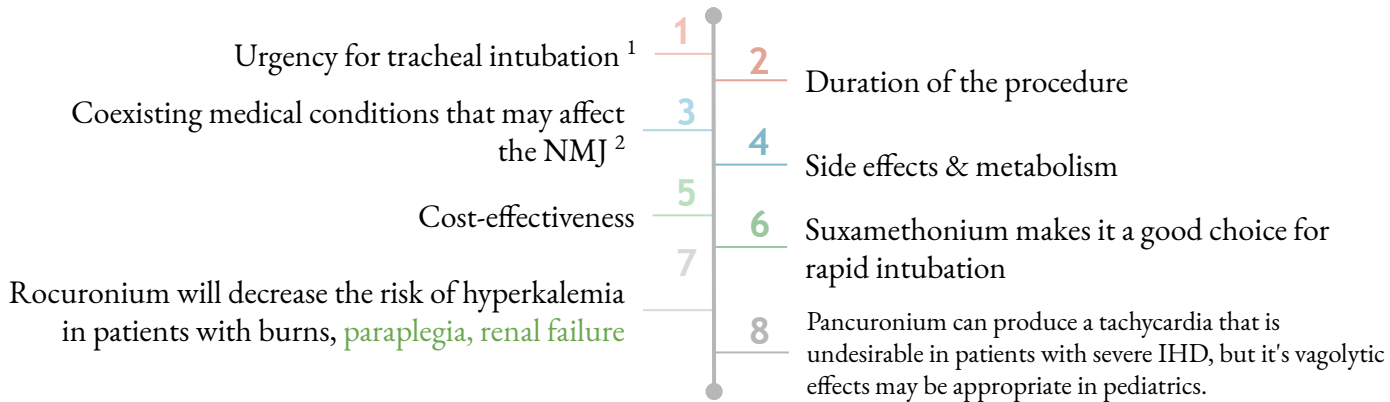 1
Urgency for tracheal intubation 1
2
Duration of the procedure
3
Coexisting medical conditions that may affect
the NMJ 2
4
Side effects & metabolism
5
Cost-effectiveness
6
Suxamethonium makes it a good choice for
rapid intubation
7
Rocuronium will decrease the risk of hyperkalemia
in patients with burns, paraplegia, renal failure
8
Pancuronium can produce a tachycardia that is
undesirable in patients with severe IHD, but it's vagolytic
effects may be appropriate in pediatrics.